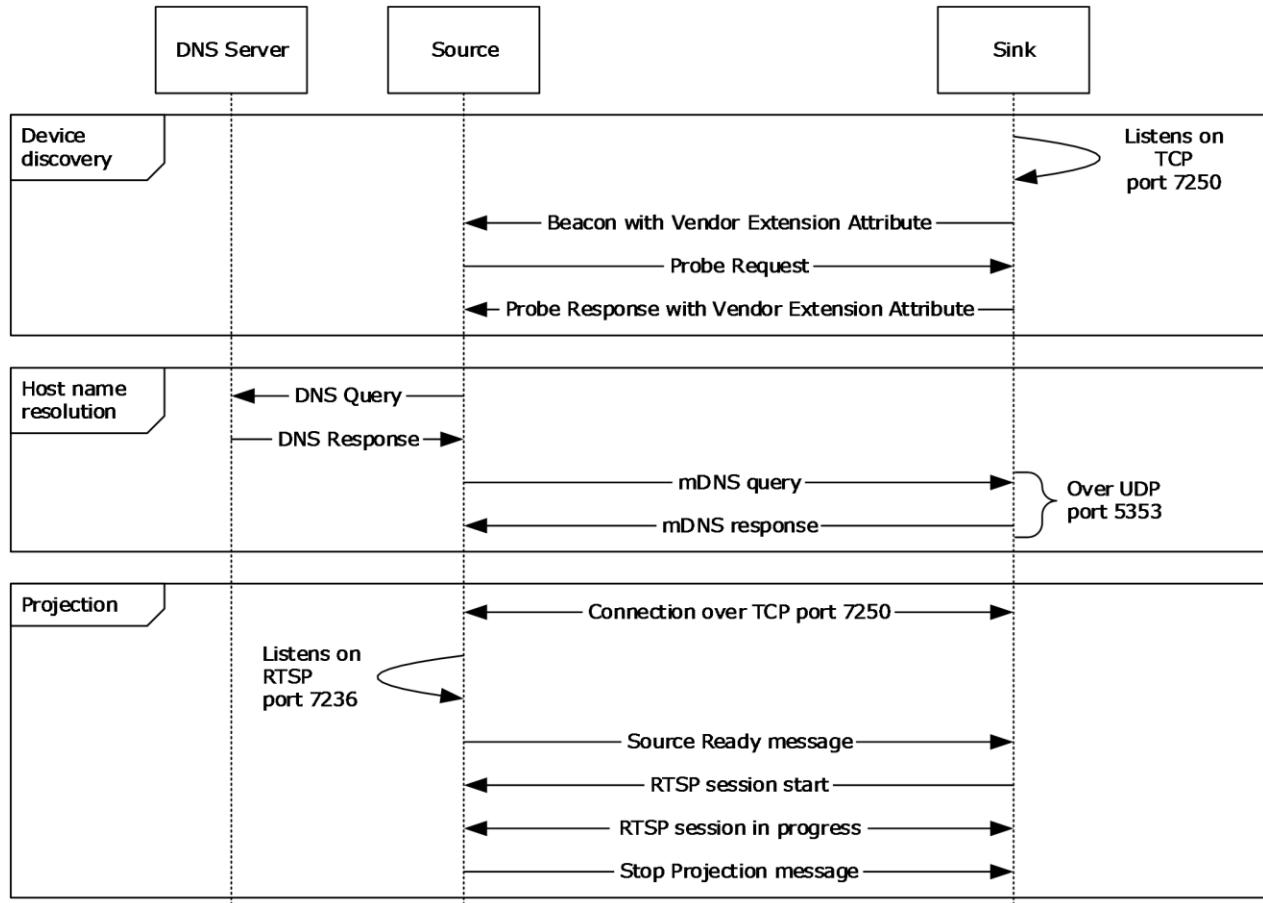 DNS Server
Source
Sink
Device
discovery
Listens on
TCP
port 7250
Beacon with Vendor Extension Attribute
Probe Request
Probe Response with Vendor Extension Attribute
Host name
resolution
DNS Query
DNS Response
mDNS query
Over UDP
port 5353
mDNS response
Projection
Connection over TCP port 7250
Listens on
RTSP
port 7236
Source Ready message
RTSP session start
RTSP session in progress
Stop Projection message